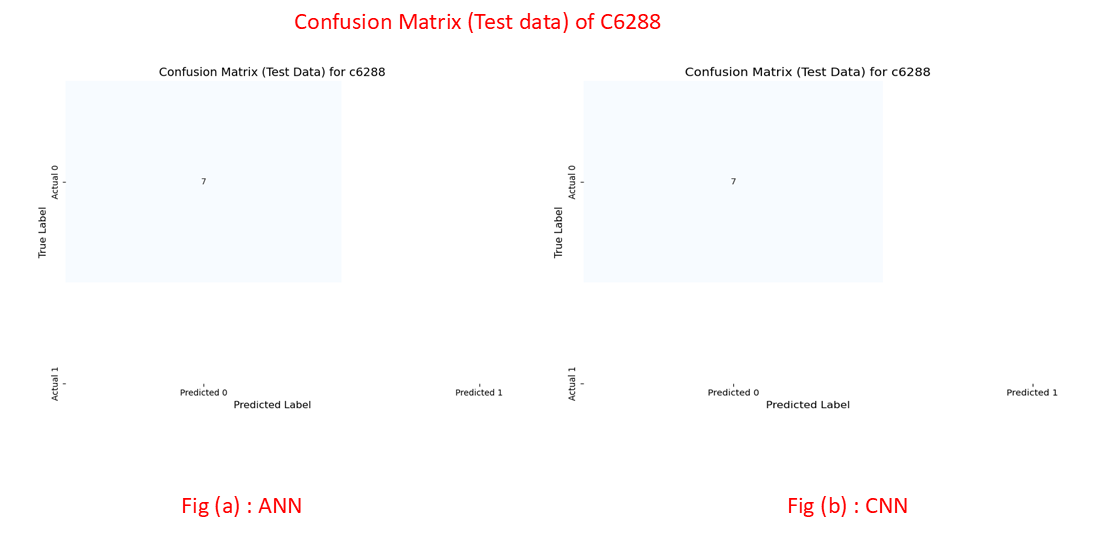 Confusion Matrix (Test data) of C6288
Confusion Matrix (Test Data) for c6288
7
Actual 0
True Label
Actual 1
Predicted 0
Predicted 1
Predicted Label
Fig (a) : ANN
Confusion Matrix (Test Data) for c6288
7
Actual 0
True Label
Actual 1
Predicted 0
Predicted 1
Predicted Label
Fig (b) : CNN